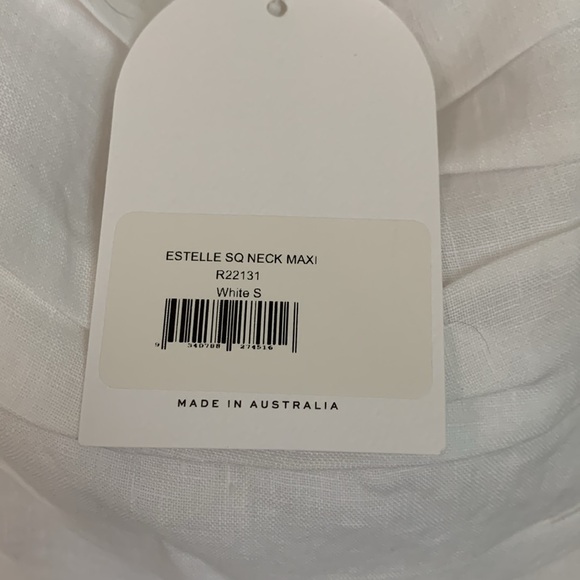 ESTELLE SQ NECK MAXI
R22131
White S
9 340788 274516
MADE IN AUSTRALIA